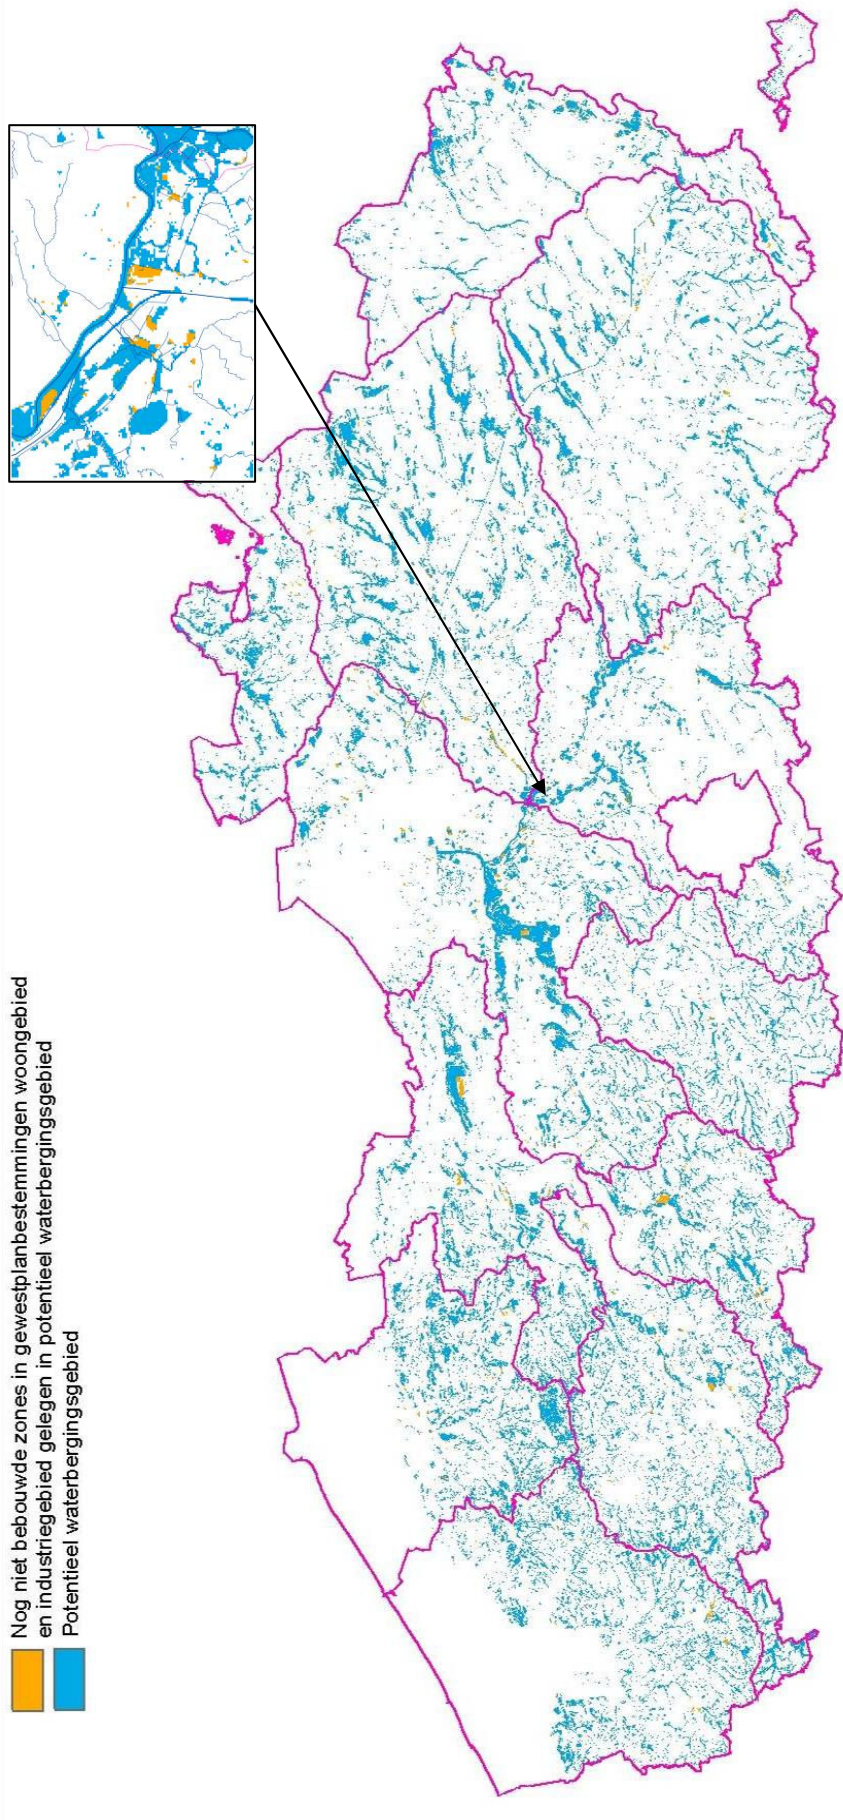 Nog niet bebouwde zones in gewestplanbestemmingen woongebied
en industriegebied gelegen in potentieel waterbergingsgebied
Potentieel waterbergingsgebied